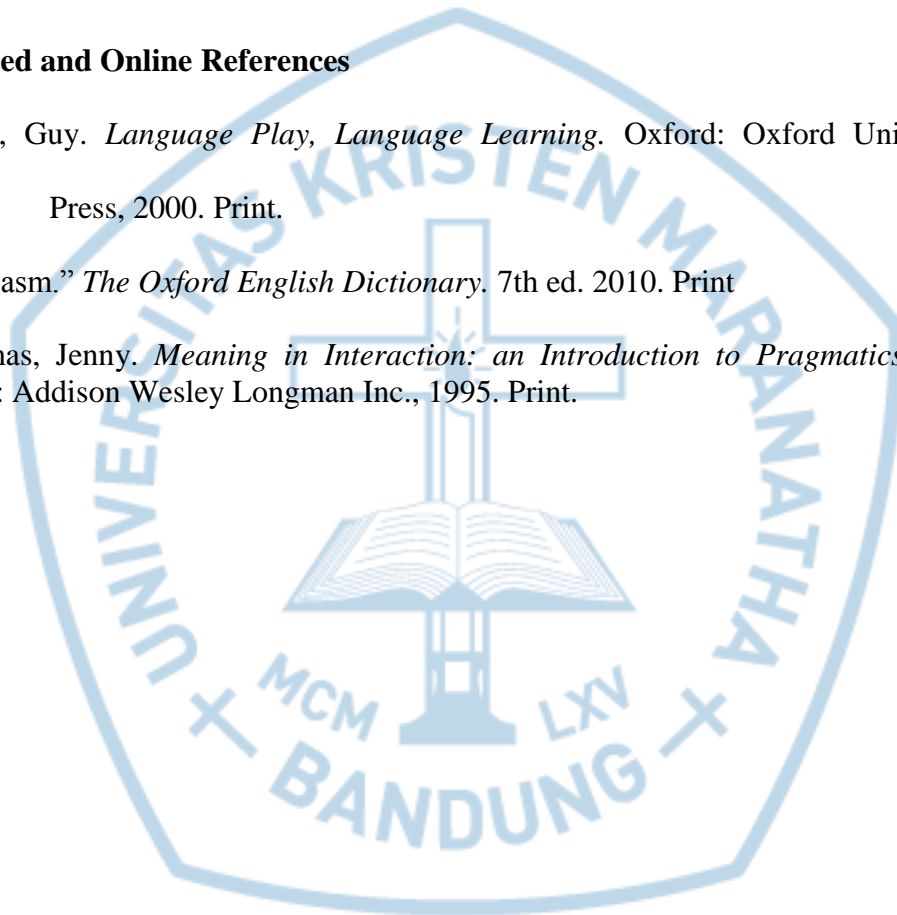 ed and Online References
, Guy. Language Play, Language Learning. Oxford: Oxford Uni
Press, 2000. Print.
asm.” The Oxford English Dictionary. 7th ed. 2010. Print
nas, Jenny. Meaning in Interaction: an Introduction to Pragmatics
: Addison Wesley Longman Inc., 1995. Print.
UNIVERSITAS KRISTEN MARANATHA
MCM LXV
BANDUNG